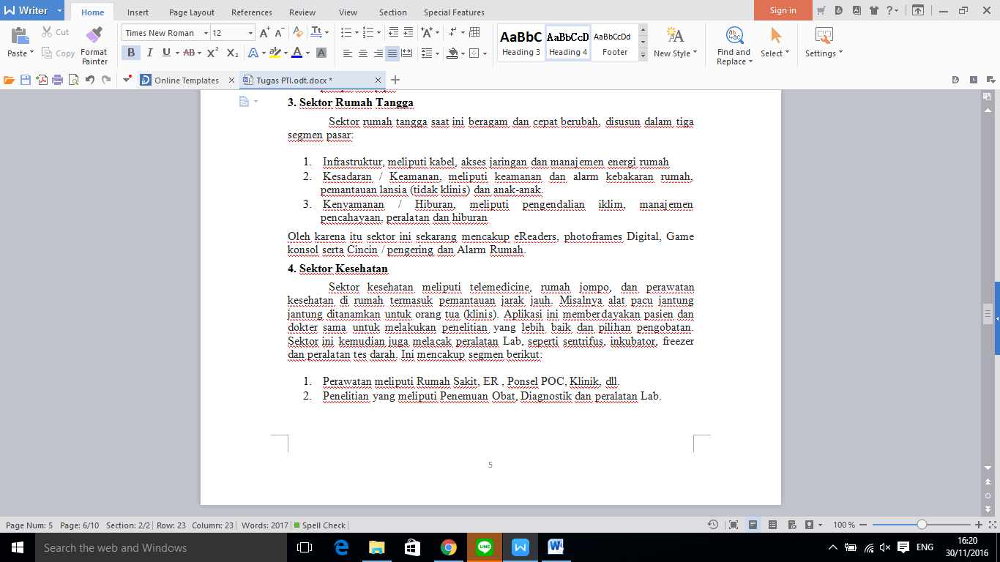 Writer
Home
Insert
Page Layout
References
Review
View
Section
Special Features
Sign in
Paste
Cut
Copy
Format
Painter
Times New Roman
12
AaBbC
Heading 3
AaBbCcD
Heading 4
AaBbCcDd
Footer
New Style
Find and
Replace
Select
Settings
Online Templates
Tugas PTI.odt.docx *
3. Sektor Rumah Tangga
Sektor rumah tangga saat ini beragam dan cepat berubah, disusun dalam tiga
segmen pasar:
1. Infrastruktur, meliputi kabel, akses jaringan dan manajemen energi rumah
2. Kesadaran / Keamanan, meliputi keamanan dan alarm kebakaran rumah,
pemantauan lansia (tidak klinis) dan anak-anak.
3. Kenyamanan / Hiburan, meliputi pengendalian iklim, manajemen
pencahayaan, peralatan dan hiburan
Oleh karena itu sektor ini sekarang mencakup eReaders, photoframes Digital, Game
konsol serta Cincin / pengering dan Alarm Rumah.
4. Sektor Kesehatan
Sektor kesehatan meliputi telemedicine, rumah jompo, dan perawatan
kesehatan di rumah termasuk pemantauan jarak jauh. Misalnya alat pacu jantung
jantung ditanamkan untuk orang tua (klinis). Aplikasi ini memberdayakan pasien dan
dokter sama untuk melakukan penelitian yang lebih baik dan pilihan pengobatan.
Sektor ini kemudian juga melacak peralatan Lab, seperti sentrifus, inkubator, freezer
dan peralatan tes darah. Ini mencakup segmen berikut:
1. Perawatan meliputi Rumah Sakit, ER , Ponsel POC, Klinik, dll.
2. Penelitian yang meliputi Penemuan Obat, Diagnostik dan peralatan Lab.
5
Page Num: 5 Page: 6/10 Section: 2/2 Row: 23 Column: 23 Words: 2017 Spell Check
100 %
Search the web and Windows
LINE
ENG
16:20
30/11/2016